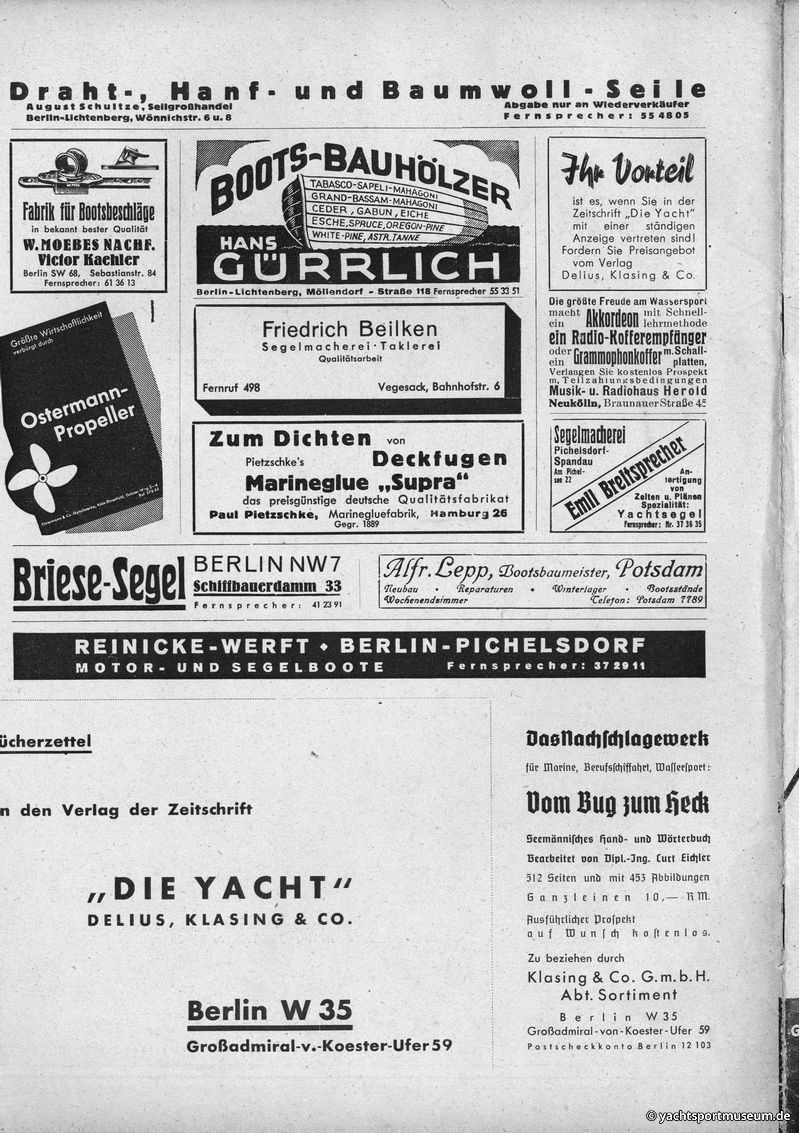 Draht-, Hanf- und Baumwoll-Seile
August Schultze, Seilgroßhandel
Berlin-Lichtenberg, Wönnichstr. 6 u. 8
Abgabe nur an Wiederverkäufer
Fernsprecher: 55 48 05
WMN
Fabrik für Bootsbeschläge
in bekannt bester Qualität
W. MOEBES NACHF.
Victor Kaehler
Berlin SW 68, Sebastianstr. 84
Fernsprecher: 61 36 13
BOOTS-BAUHÖLZER
TABASCO-SAPELI-MAHAGONI
GRAND-BASSAM-MAHAGONI
CEDER, GABUN, EICHE
ESCHE, SPRUCE, OREGON-PINE
WHITE-PINE, ASTR. TANNE
HANS
GÜRRLICH
Berlin-Lichtenberg, Möllendorf-Straße 118 Fernsprecher 55 33 51
Ihr Vorteil
ist es, wenn Sie in der
Zeitschrift „Die Yacht"
mit einer ständigen
Anzeige vertreten sind!
Fordern Sie Preisangebot
vom Verlag
Delius, Klasing & Co.
Größte Wirtschaftlichkeit
verbürgt durch
Ostermann-
Propeller
Friedrich Beilken
Segelmacherei · Taklerei
Qualitätsarbeit
Fernruf 498
Vegesack, Bahnhofstr. 6
Die größte Freude am Wassersport
macht Akkordeon mit Schnell-
ein lehrmethode
ein Radio-Kofferempfänger
oder Grammophonkoffer m. Schall-
ein platten,
Verlangen Sie kostenlos Prospekt
m. Teilzahlungsbedingungen
Musik- u. Radiohaus Herold
Neukölln, Braunauer Straße 45
Zum Dichten von
Pietzschke's Deckfugen
Marineglue „Supra"
das preisgünstige deutsche Qualitätsfabrikat
Paul Pietzschke, Marinegluefabrik, Hamburg 26
Gegr. 1889
Segelmacherei
Pichelsdorf-
Spandau
Am Pichel-
see 22
Emil Breitsprecher
An-
fertigung
von
Zelten u. Plänen
Spezialität:
Yachtsegel
Fernsprecher: Nr. 37 36 35
Briese-Segel
BERLIN NW 7
Schiffbauerdamm 33
Fernsprecher: 41 23 91
Alfr. Lepp, Bootsbaumeister, Potsdam
Neubau • Reparaturen • Winterlager • Bootsstände
Wochenendzimmer Telefon: Potsdam 7789
REINICKE-WERFT • BERLIN-PICHELSDORF
MOTOR- UND SEGELBOOTE Fernsprecher: 37 29 11
ücherzettel
n den Verlag der Zeitschrift
„DIE YACHT"
DELIUS, KLASING & CO.
Berlin W 35
Großadmiral-v.-Koester-Ufer 59
Das Nachschlagewerk
für Marine, Berufsschiffahrt, Wassersport:
Vom Bug zum Heck
Seemännisches Hand- und Wörterbuch
Bearbeitet von Dipl.-Ing. Curt Eichler
512 Seiten und mit 453 Abbildungen
Ganzleinen 10,— RM.
Ausführlicher Prospekt
auf Wunsch kostenlos.
Zu beziehen durch
Klasing & Co. G.m.b.H.
Abt. Sortiment
Berlin W 35
Großadmiral-von-Koester-Ufer 59
Postscheckkonto Berlin 12 103
© yachtsportmuseum.de